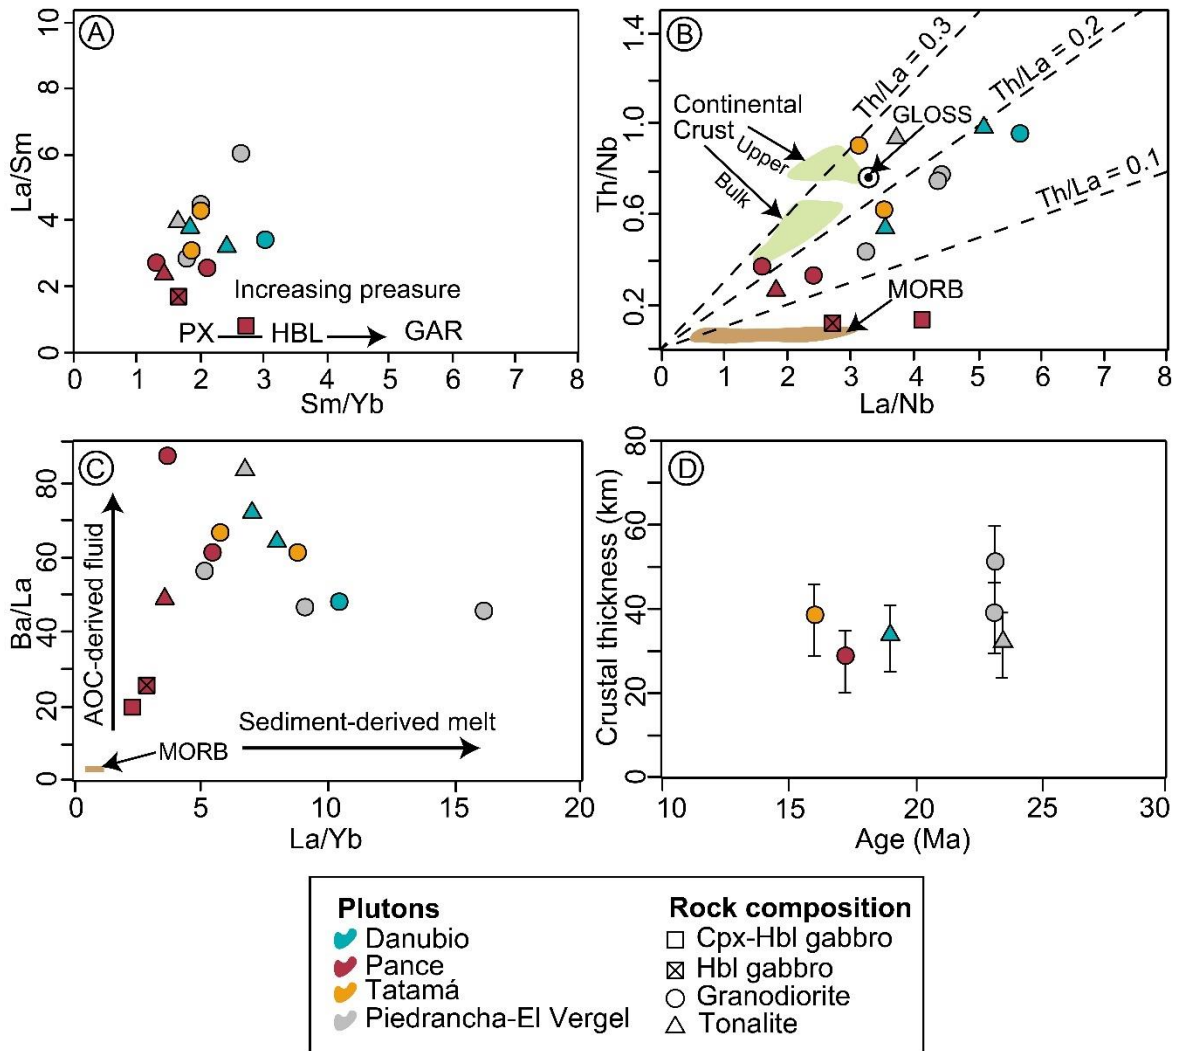 A
La/Sm
10
8
6
4
2
0
Increasing preasure
PX HBL GAR
0 1 2 3 4 5 6 7 8
Sm/Yb
B
Th/Nb
1.4
1.0
0.6
0.2
Th/La = 0.3
Th/La = 0.2
Th/La = 0.1
Continental
Crust
Upper
Bulk
GLOSS
MORB
0 1 2 3 4 5 6 7 8
La/Nb
C
Ba/La
80
60
40
20
0
AOC-derived fluid
Sediment-derived melt
MORB
0 5 10 15 20
La/Yb
D
Crustal thickness (km)
80
60
40
20
0
10 15 20 25 30
Age (Ma)
Plutons
Danubio
Pance
Tatamá
Piedrancha-El Vergel
Rock composition
Cpx-Hbl gabbro
Hbl gabbro
Granodiorite
Tonalite